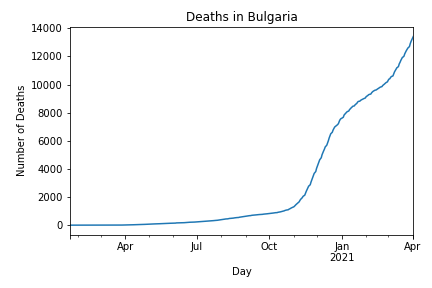 Deaths in Bulgaria
Number of Deaths
14000
12000
10000
8000
6000
4000
2000
0
Apr
Jul
Oct
Jan
2021
Apr
Day